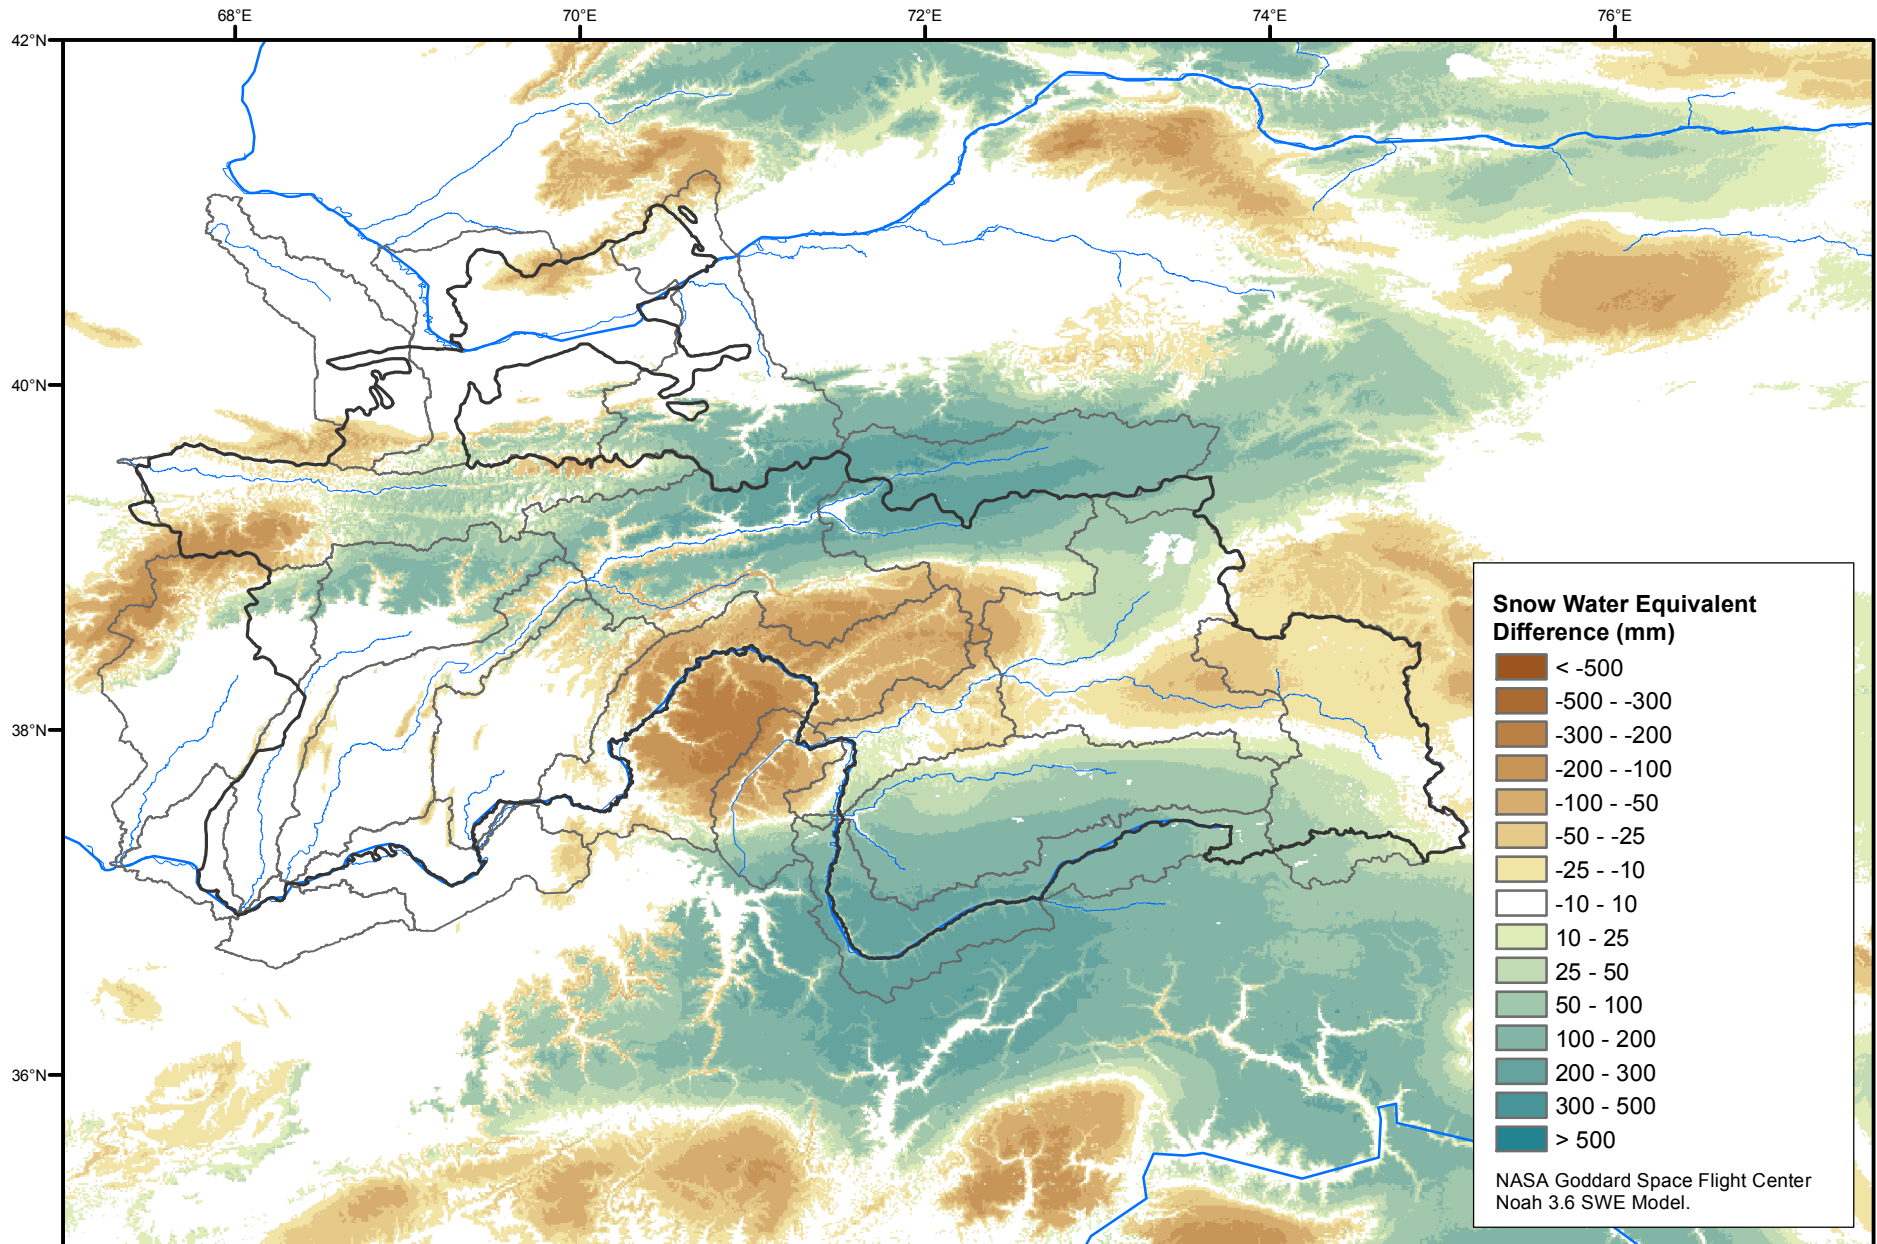 68°E 70°E 72°E 74°E 76°E
42°N
40°N
38°N
36°N
Snow Water Equivalent
Difference (mm)
< -500
-500 - -300
-300 - -200
-200 - -100
-100 - -50
-50 - -25
-25 - -10
-10 - 10
10 - 25
25 - 50
50 - 100
100 - 200
200 - 300
300 - 500
> 500
NASA Goddard Space Flight Center
Noah 3.6 SWE Model.